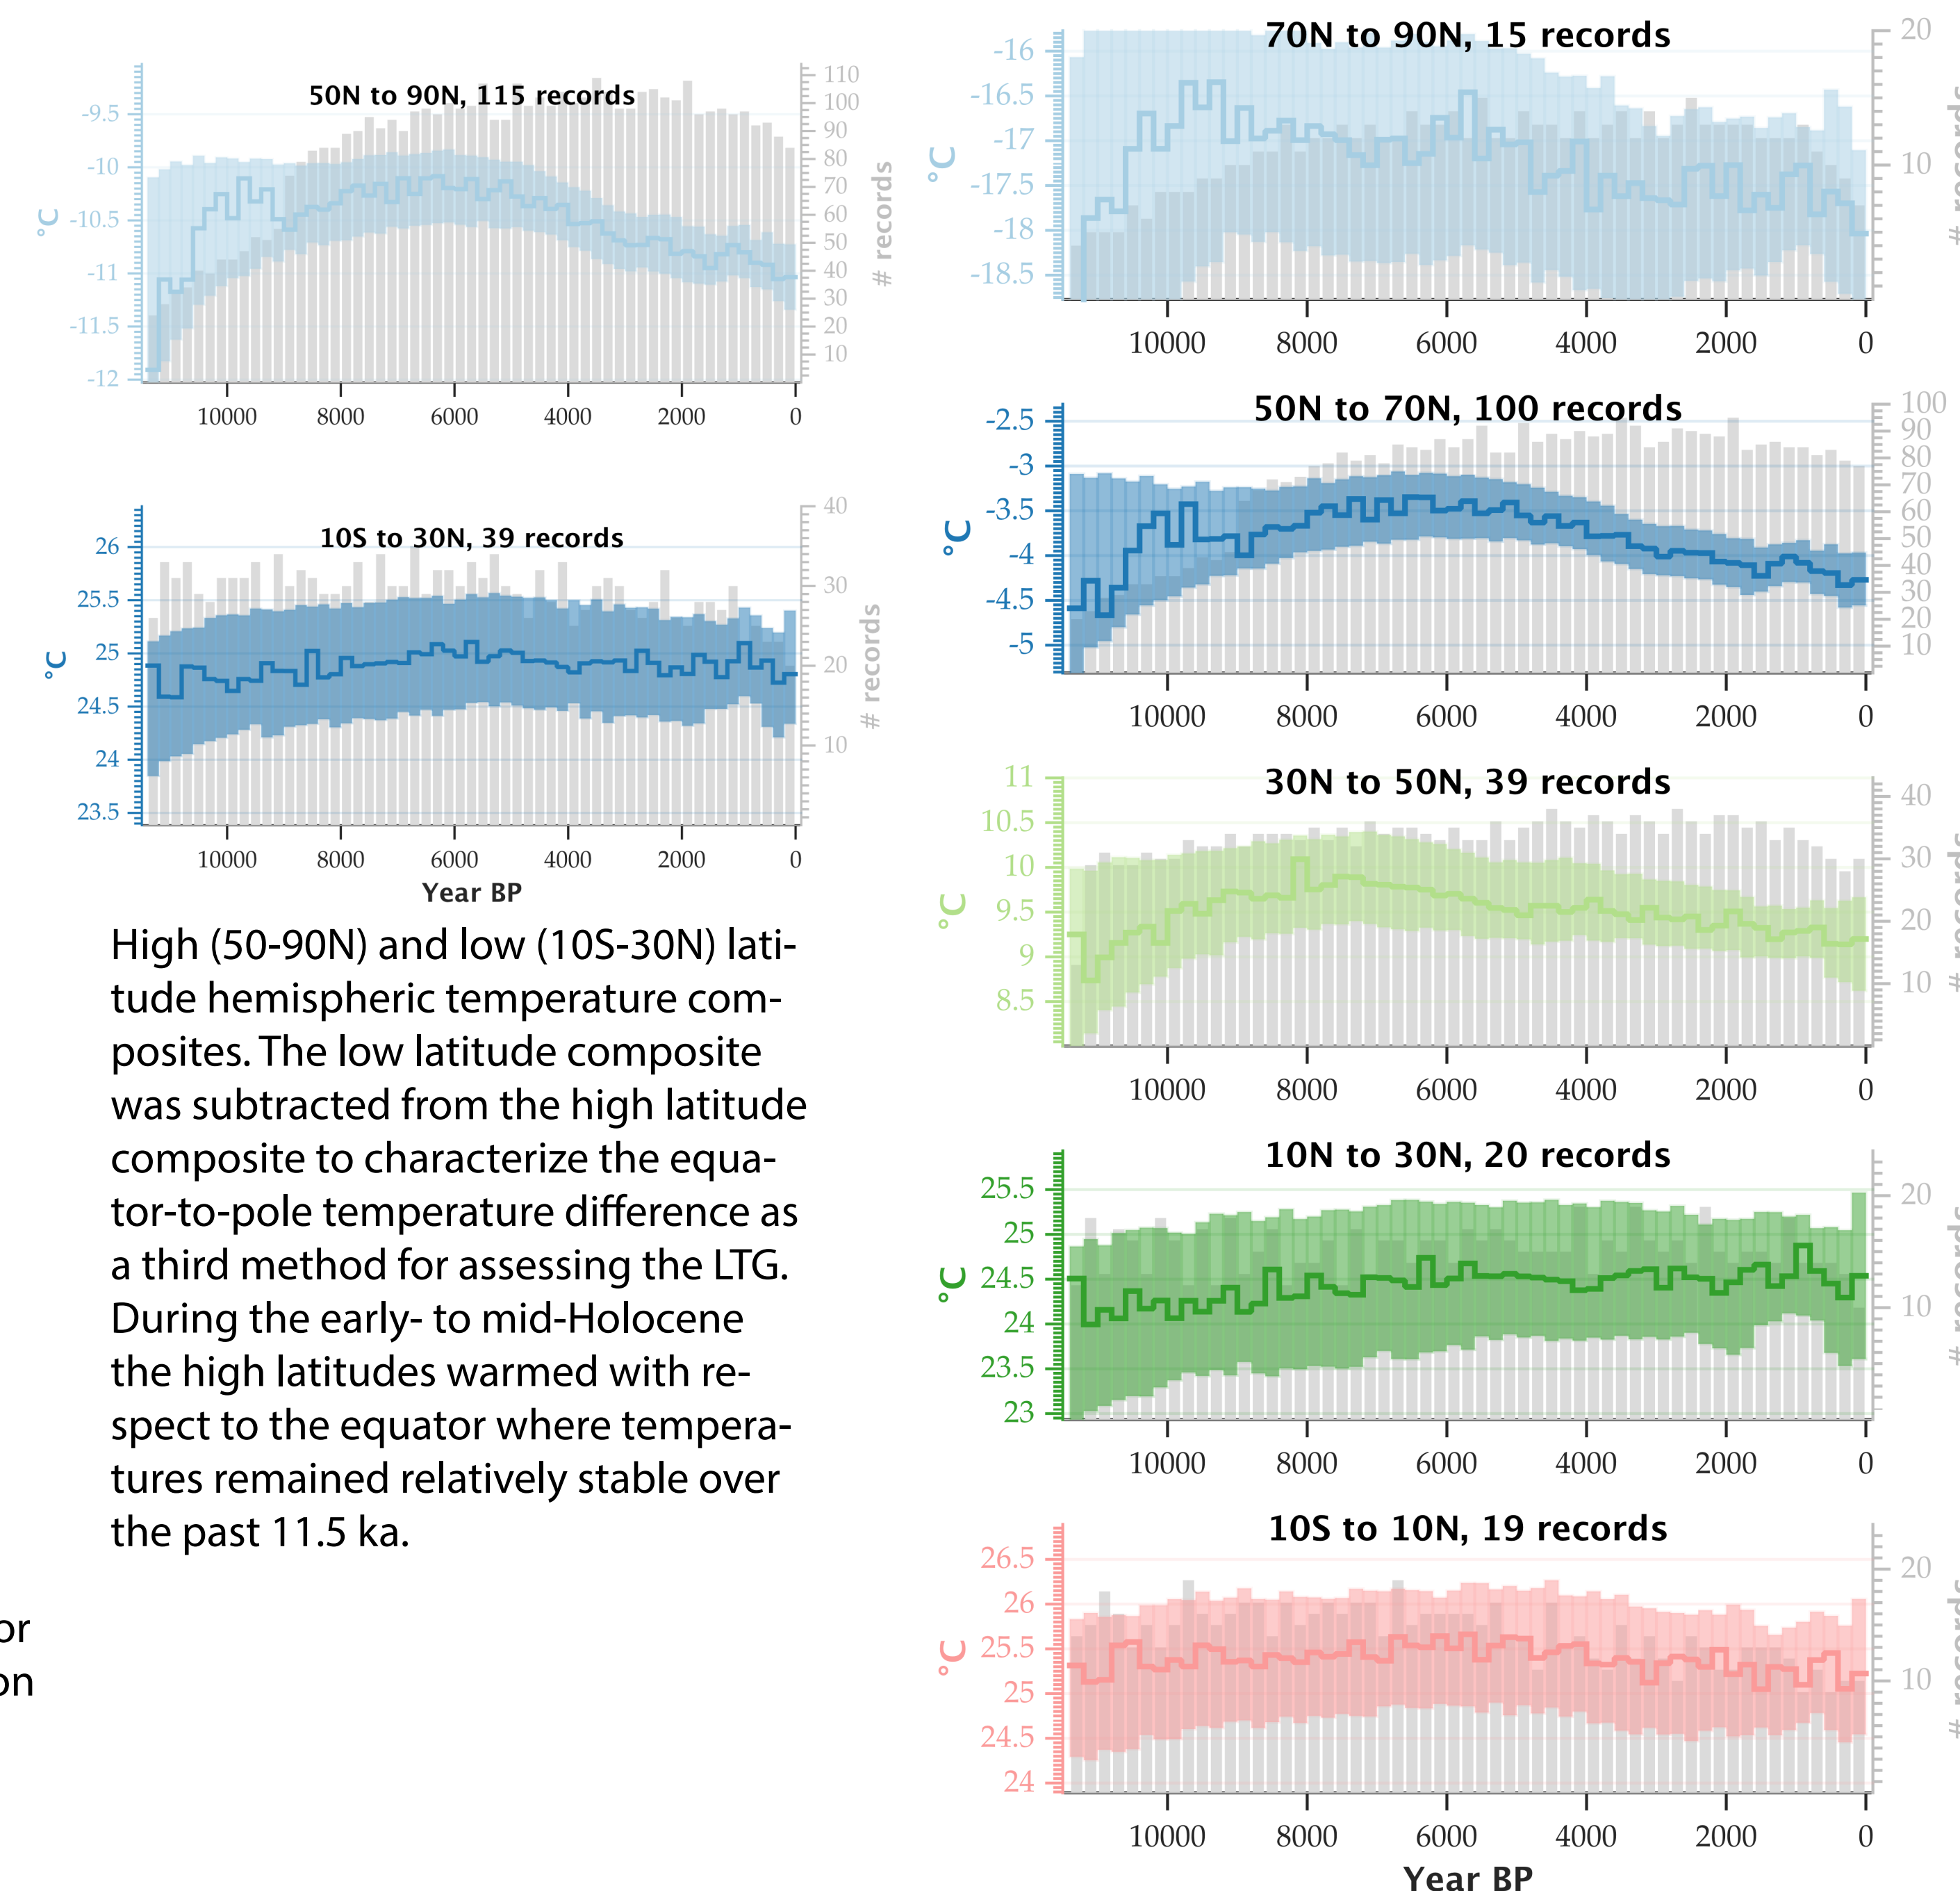 50N to 90N, 115 records
-9.5
-10
-10.5
-11
-11.5
-12
°C
110
100
90
80
70
60
50
40
30
20
10
# records
10000 8000 6000 4000 2000 0
10S to 30N, 39 records
26
25.5
25
24.5
24
23.5
°C
40
30
20
10
# records
10000 8000 6000 4000 2000 0
Year BP
High (50-90N) and low (10S-30N) lati-
tude hemispheric temperature com-
posites. The low latitude composite
was subtracted from the high latitude
composite to characterize the equa-
tor-to-pole temperature difference as
a third method for assessing the LTG.
During the early- to mid-Holocene
the high latitudes warmed with re-
spect to the equator where tempera-
tures remained relatively stable over
the past 11.5 ka.
or
on
70N to 90N, 15 records
-16
-16.5
-17
-17.5
-18
-18.5
°C
20
10
# records
10000 8000 6000 4000 2000 0
50N to 70N, 100 records
-2.5
-3
-3.5
-4
-4.5
-5
°C
100
90
80
70
60
50
40
30
20
10
10000 8000 6000 4000 2000 0
30N to 50N, 39 records
11
10.5
10
9.5
9
8.5
°C
40
30
20
10
# records
10000 8000 6000 4000 2000 0
10N to 30N, 20 records
25.5
25
24.5
24
23.5
23
°C
20
10
# records
10000 8000 6000 4000 2000 0
10S to 10N, 19 records
26.5
26
25.5
25
24.5
24
°C
20
10
# records
10000 8000 6000 4000 2000 0
Year BP